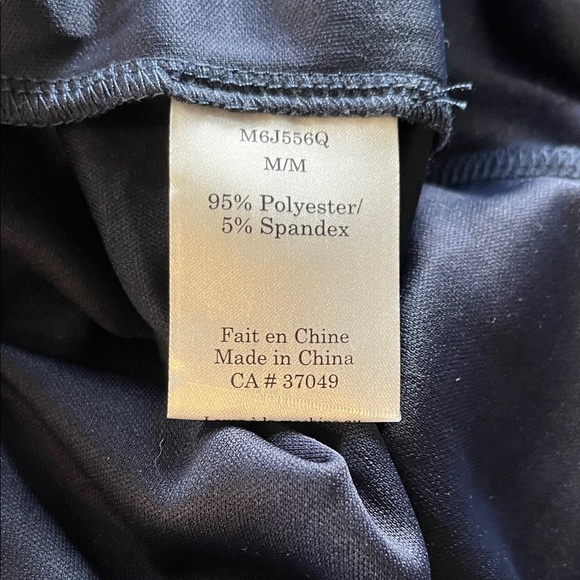 M6J556Q
M/M
95% Polyester/
5% Spandex
Fait en Chine
Made in China
CA # 37049